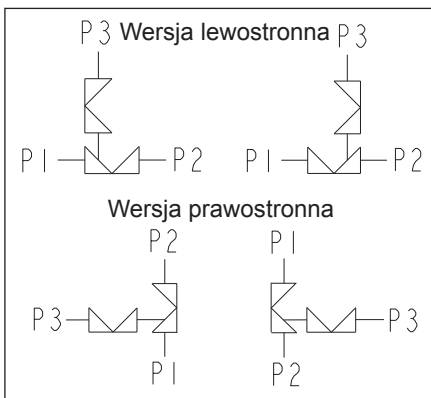 P3 Wersja lewostronna P3
P1 P2 P1 P2
Wersja prawostronna
P2 P1
P3 P3
P1 P2